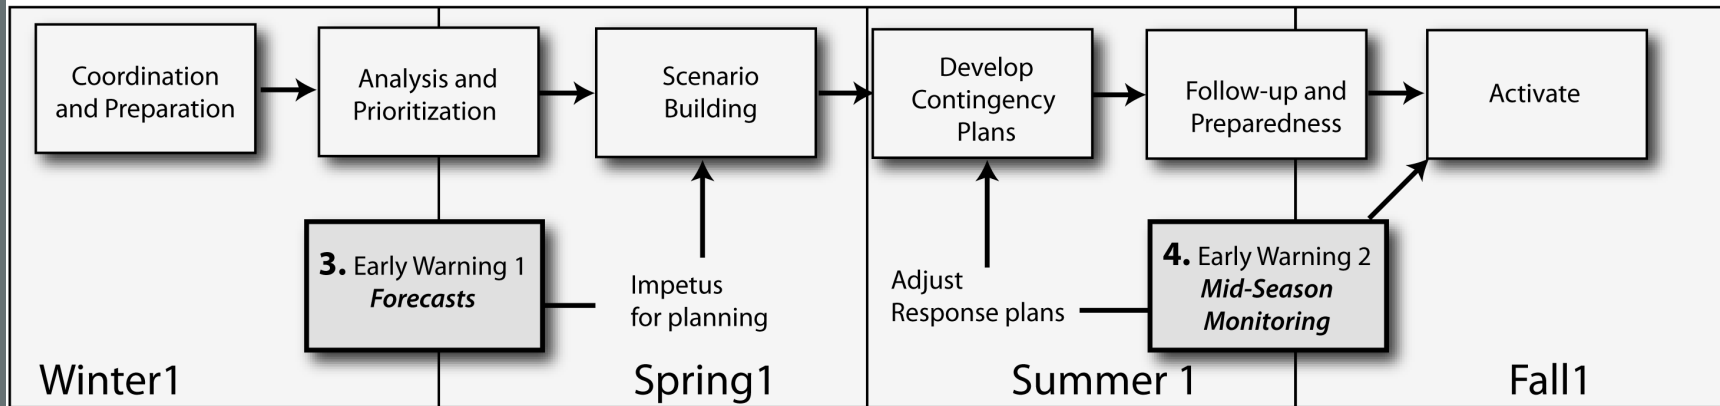 Coordination
and Preparation
Analysis and
Prioritization
Scenario
Building
Develop
Contingency
Plans
Follow-up and
Preparedness
Activate
3. Early Warning 1
Forecasts
Impetus
for planning
Adjust
Response plans
4. Early Warning 2
Mid-Season
Monitoring
Winter1
Spring1
Summer 1
Fall1